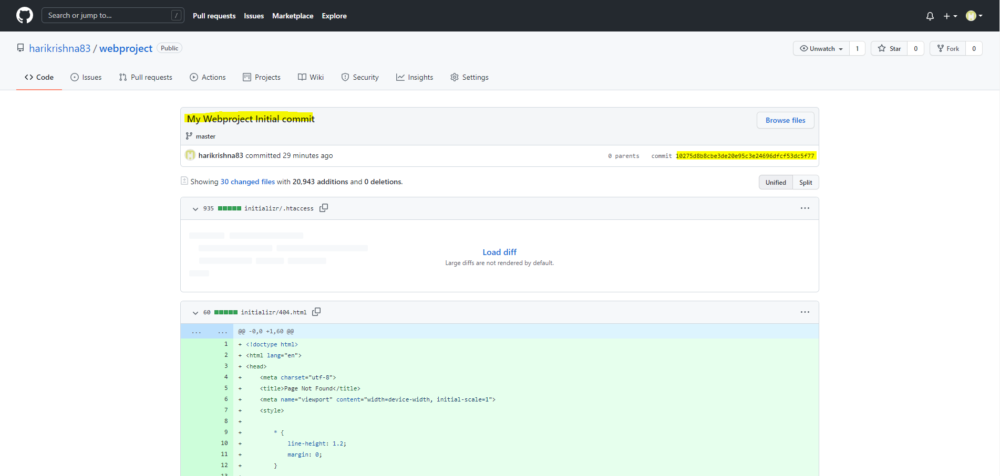 Search or jump to... /
Pull requests Issues Marketplace Explore
harikrishna83 / webproject Public
Unwatch 1 Star 0 Fork 0
Code Issues Pull requests Actions Projects Wiki Security Insights Settings
My Webproject Initial commit
Browse files
master
harikrishna83 committed 29 minutes ago
0 parents commit 10275d8b8cbe3de20e95c3e24696dfcf53dc5f77
Showing 30 changed files with 20,943 additions and 0 deletions.
Unified Split
935 initializr/.htaccess
Load diff
Large diffs are not rendered by default.
60 initializr/404.html
... ... @@ -0,0 +1,60 @@
1 + <!doctype html>
2 + <html lang="en">
3 + <head>
4 + <meta charset="utf-8">
5 + <title>Page Not Found</title>
6 + <meta name="viewport" content="width=device-width, initial-scale=1">
7 + <style>
8 +
9 + * {
10 + line-height: 1.2;
11 + margin: 0;
12 + }
13